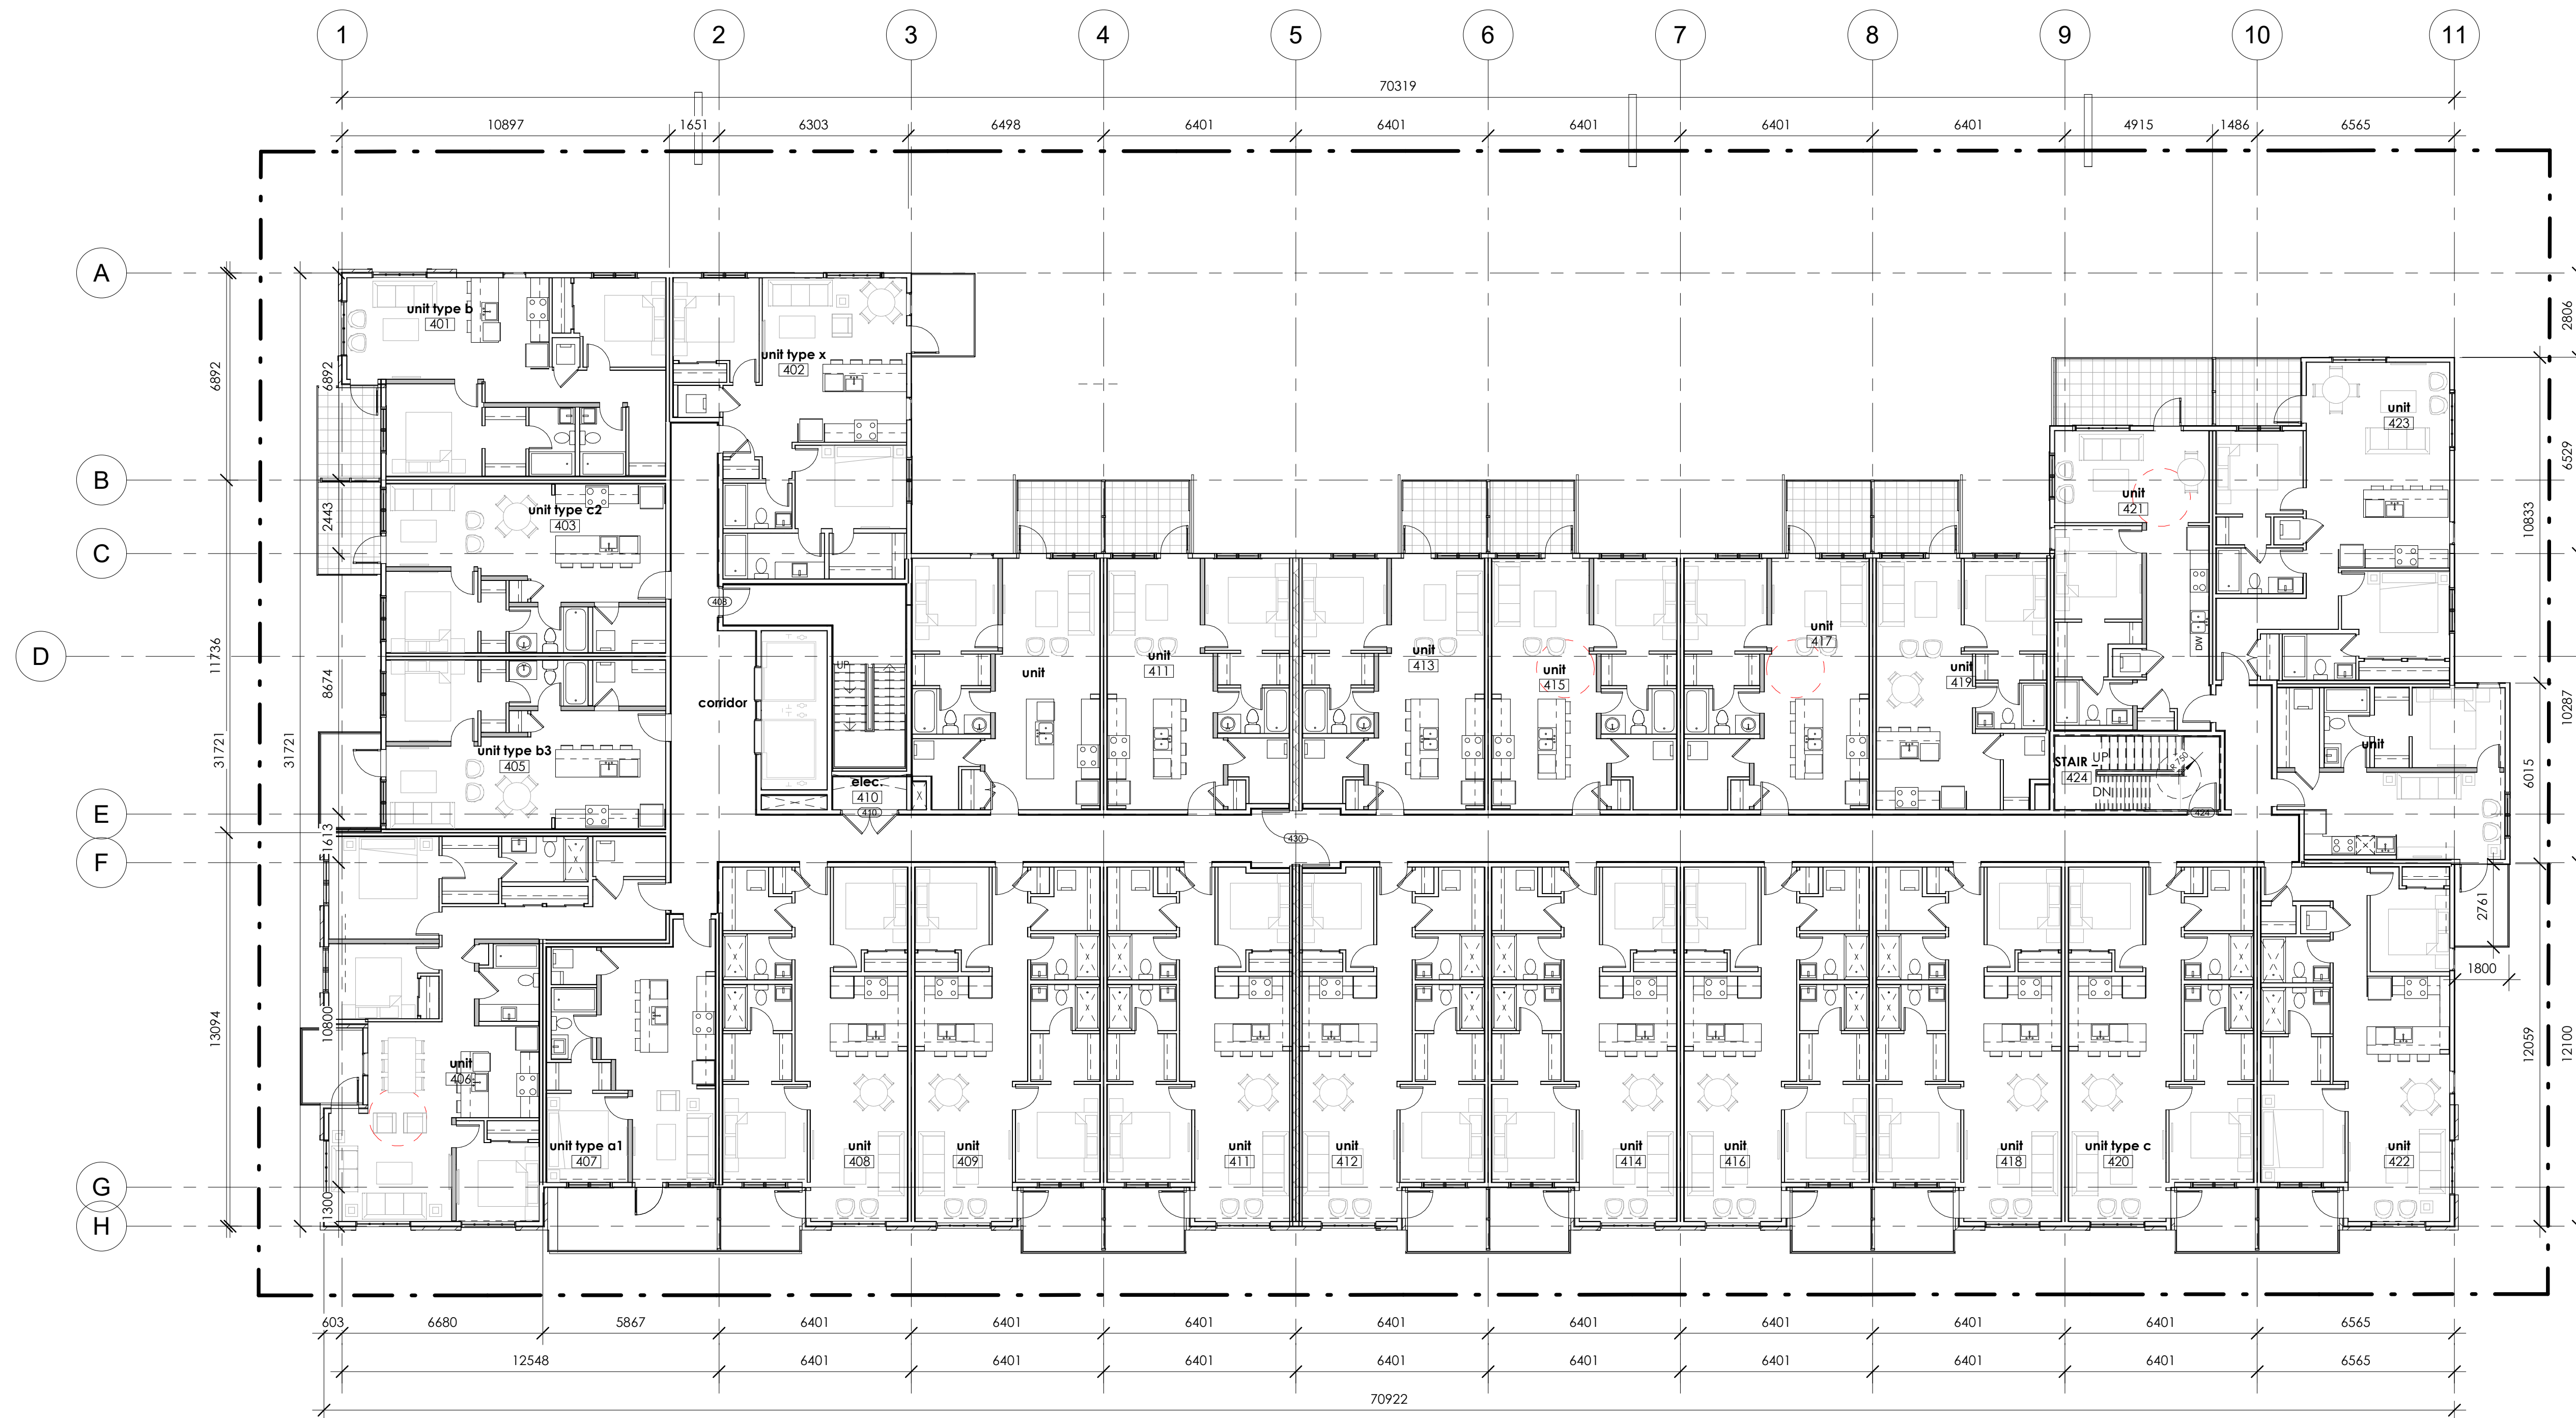 1 2 3 4 5 6 7 8 9 10 11
70319
10897 1651 6303 6498 6401 6401 6401 6401 6401 4915 1486 6565
A
B
C
D
E
F
G
H
6892
11736
13094
31721
31721
6892
2443
8674
1613
10800
1300
2806
6529
10287
12100
10833
6015
12059
2761
1800
unit type b
401
unit type x
402
unit type c2
403
unit type b3
405
unit
406
unit type a1
407
corridor
408
UP
elec.
410
410
unit
unit
411
unit
413
unit
415
unit
417
unit
419
unit
421
DW
unit
423
unit
STAIR
424
UP
DN
R 750
424
430
unit
408
unit
409
unit
411
unit
412
unit
414
unit
416
unit
418
unit type c
420
unit
422
603 6680 5867 6401 6401 6401 6401 6401 6401 6401 6401 6565
12548 6401 6401 6401 6401 6401 6401 6401 6401 6565
70922